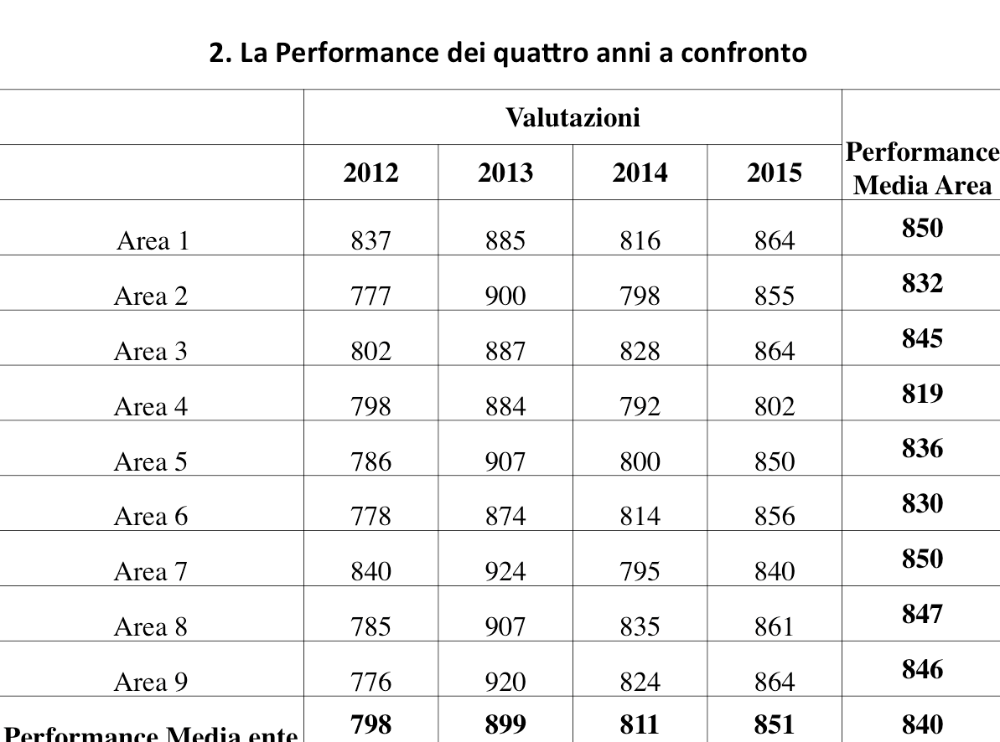 2. La Performance dei quattro anni a confronto
Valutazioni
Performance
Media Area
2012 2013 2014 2015
Area 1 837 885 816 864 850
Area 2 777 900 798 855 832
Area 3 802 887 828 864 845
Area 4 798 884 792 802 819
Area 5 786 907 800 850 836
Area 6 778 874 814 856 830
Area 7 840 924 795 840 850
Area 8 785 907 835 861 847
Area 9 776 920 824 864 846
Performance Media ente 798 899 811 851 840